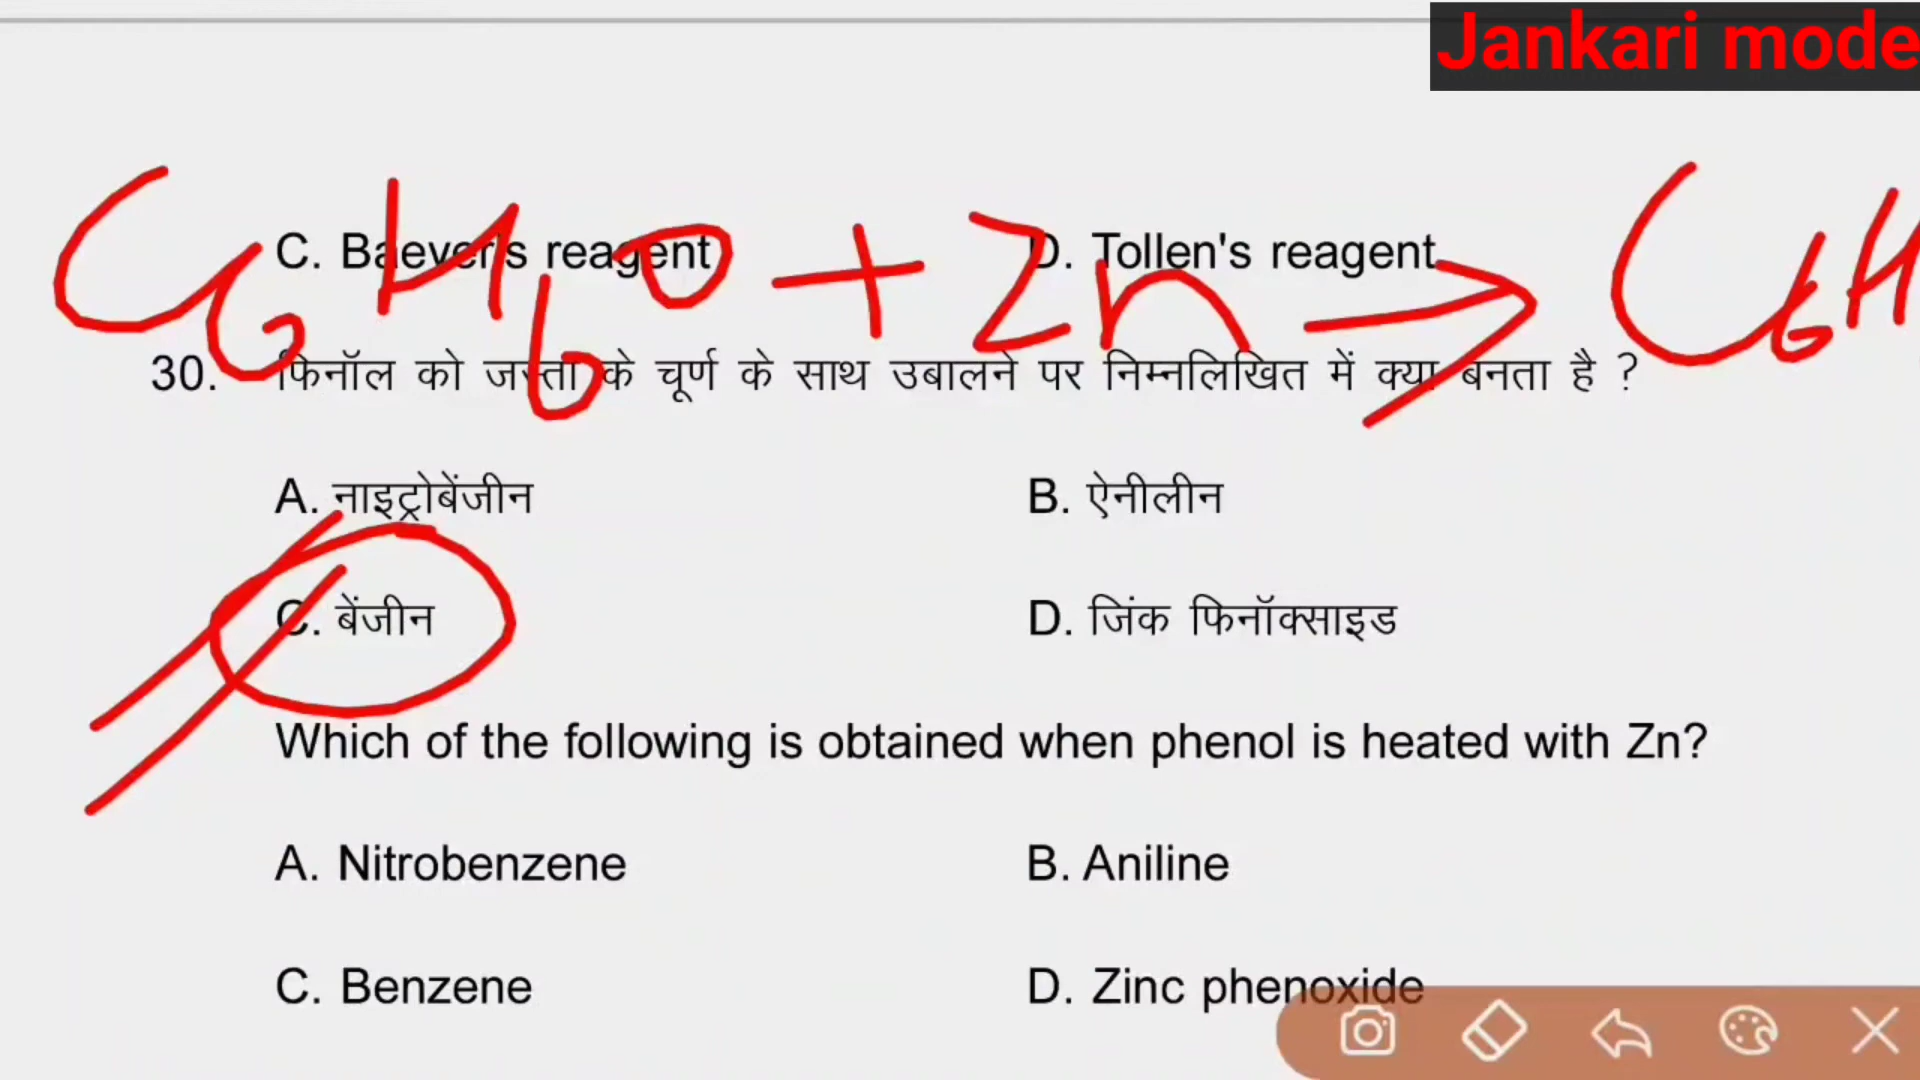 Jankari mode
C6H6O + Zn → C6H
C. Baeyer's reagent D. Tollen's reagent
30. फिनॉल को जस्ता के चूर्ण के साथ उबालने पर निम्नलिखित में क्या बनता है ?
A. नाइट्रोबेंजीन B. ऐनीलीन
C. बेंजीन D. जिंक फिनॉक्साइड
Which of the following is obtained when phenol is heated with Zn?
A. Nitrobenzene B. Aniline
C. Benzene D. Zinc phenoxide